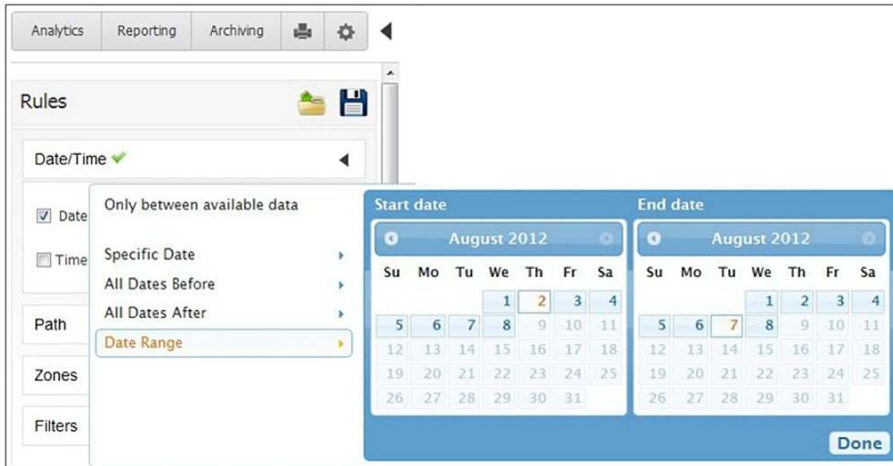 Analytics Reporting Archiving
Rules
Date/Time
Date
Time
Path
Zones
Filters
Only between available data
Specific Date
All Dates Before
All Dates After
Date Range
Start date
August 2012
Su Mo Tu We Th Fr Sa
1 2 3 4
5 6 7 8 9 10 11
12 13 14 15 16 17 18
19 20 21 22 23 24 25
26 27 28 29 30 31
End date
August 2012
Su Mo Tu We Th Fr Sa
1 2 3 4
5 6 7 8 9 10 11
12 13 14 15 16 17 18
19 20 21 22 23 24 25
26 27 28 29 30 31
Done